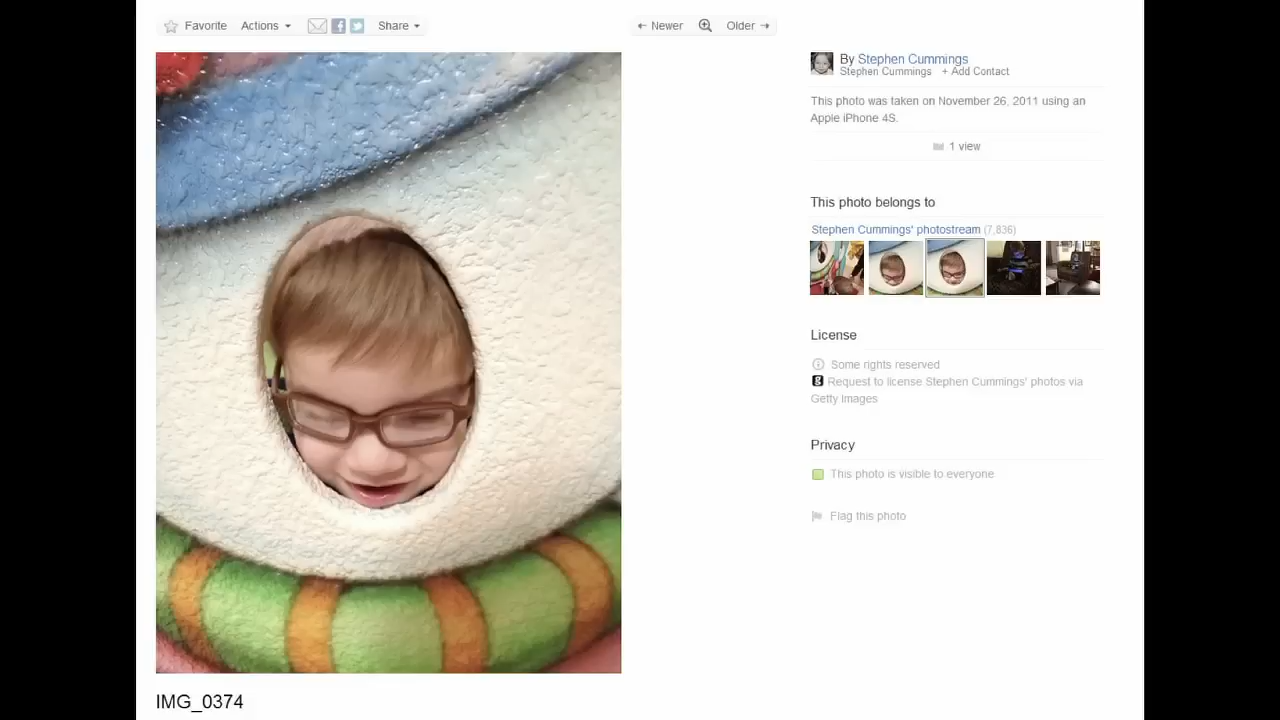 Favorite Actions Share
Newer Older
By Stephen Cummings
Stephen Cummings + Add Contact
This photo was taken on November 26, 2011 using an
Apple iPhone 4S.
1 view
This photo belongs to
Stephen Cummings' photostream (7,836)
License
Some rights reserved
Request to license Stephen Cummings' photos via
Getty Images
Privacy
This photo is visible to everyone
Flag this photo
IMG_0374